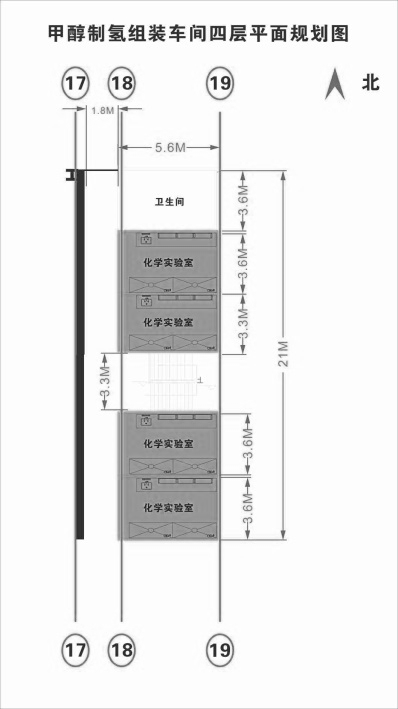 甲醇制氢组装车间四层平面规划图
17 18 19 北
1.8M
5.6M
卫生间
3.6M
化学实验室
3.6M
化学实验室
3.3M
21M
3.3M
上
化学实验室
3.6M
化学实验室
3.6M
17 18 19